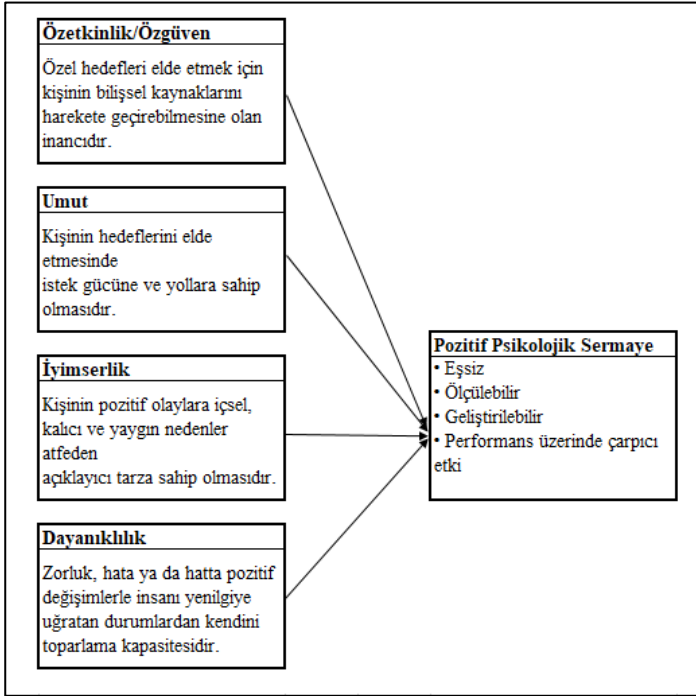 Özetkinlik/Özgüven
Özel hedefleri elde etmek için
kişinin bilişsel kaynaklarını
harekete geçirebilmesine olan
inancıdır.
Umut
Kişinin hedeflerini elde
etmesinde
istek gücüne ve yollara sahip
olmasıdır.
İyimserlik
Kişinin pozitif olaylara içsel,
kalıcı ve yaygın nedenler
atfeden
açıklayıcı tarza sahip olmasıdır.
Dayanıklılık
Zorluk, hata ya da hatta pozitif
değişimlerle insanı yenilgiye
uğratan durumlardan kendini
toparlama kapasitesidir.
Pozitif Psikolojik Sermaye
• Eşsiz
• Ölçülebilir
• Geliştirilebilir
• Performans üzerinde çarpıcı
etki